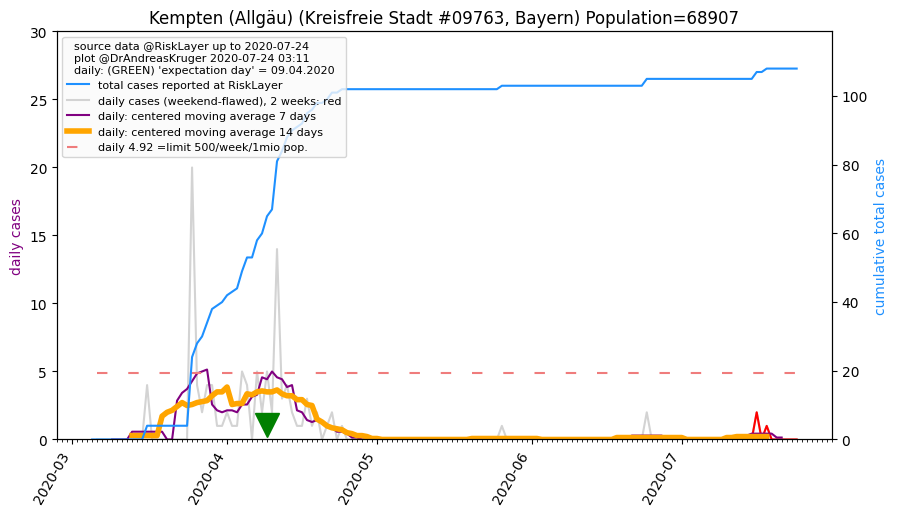 Kempten (Allgäu) (Kreisfreie Stadt #09763, Bayern) Population=68907
source data @RiskLayer up to 2020-07-24
plot @DrAndreasKruger 2020-07-24 03:11
daily: (GREEN) 'expectation day' = 09.04.2020
total cases reported at RiskLayer
daily cases (weekend-flawed), 2 weeks: red
daily: centered moving average 7 days
daily: centered moving average 14 days
daily 4.92 =limit 500/week/1mio pop.
daily cases
30
25
20
15
10
5
0
cumulative total cases
100
80
60
40
20
0
2020-03
2020-04
2020-05
2020-06
2020-07